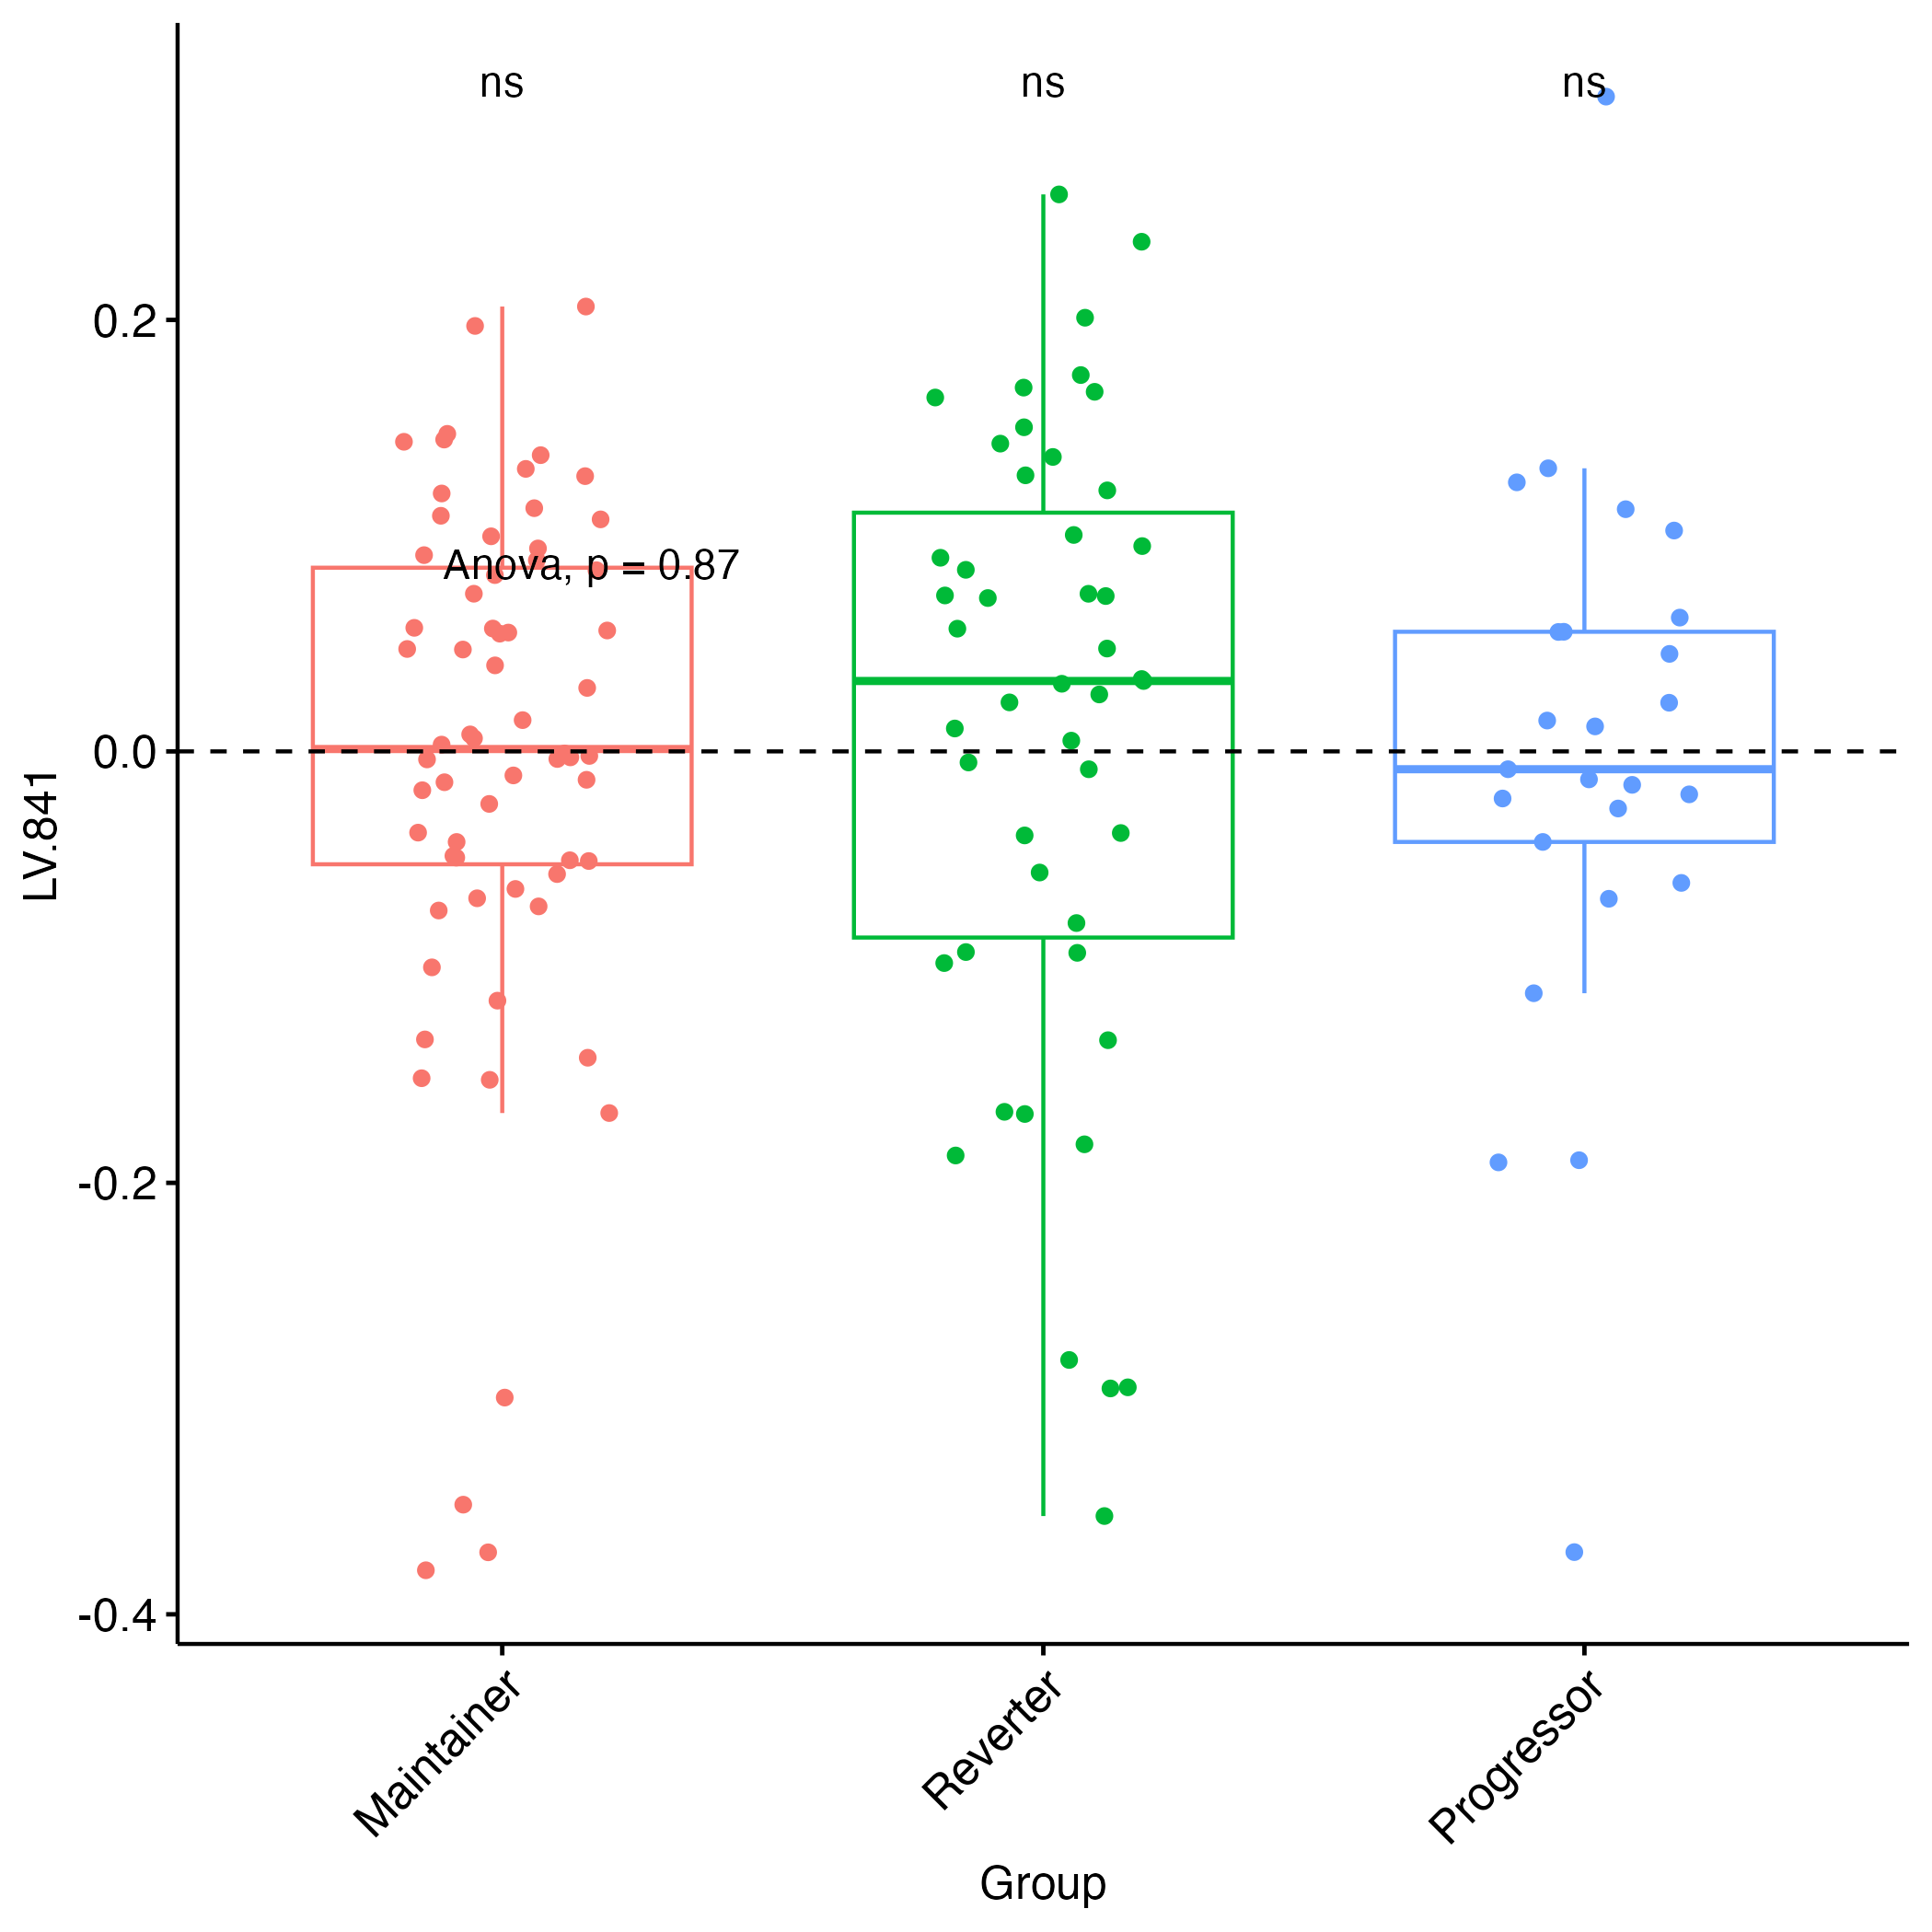 ns ns ns
0.2
Anova, p = 0.87
0.0
LV.841
-0.2
-0.4
Maintainer Reverter Progressor
Group